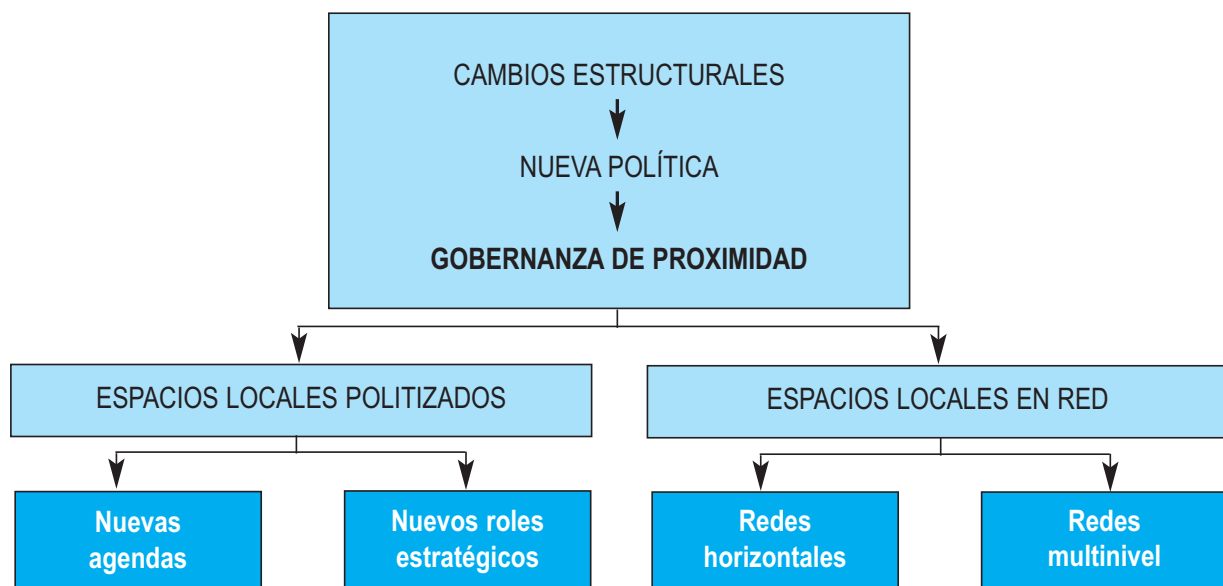 CAMBIOS ESTRUCTURALES
NUEVA POLÍTICA
GOBERNANZA DE PROXIMIDAD
ESPACIOS LOCALES POLITIZADOS
ESPACIOS LOCALES EN RED
Nuevas
agendas
Nuevos roles
estratégicos
Redes
horizontales
Redes
multinivel